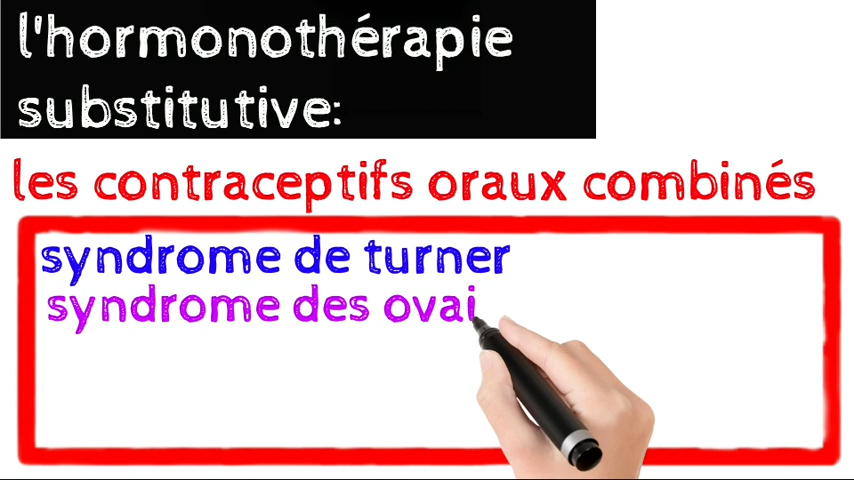 l'hormonothérapie
substitutive:
les contraceptifs oraux combinés
syndrome de turner
syndrome des ovai